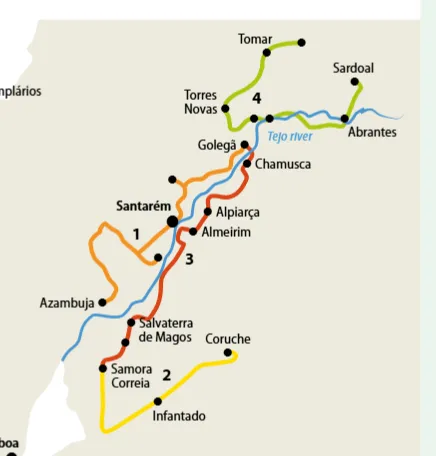 Tomar
Sardoal
mplários
Torres
Novas
4
Tejo river
Abrantes
Golegã
Chamusca
Santarém
Alpiarça
1
Almeirim
3
Azambuja
Salvaterra
de Magos
Coruche
Samora
Correia
2
Infantado
boa